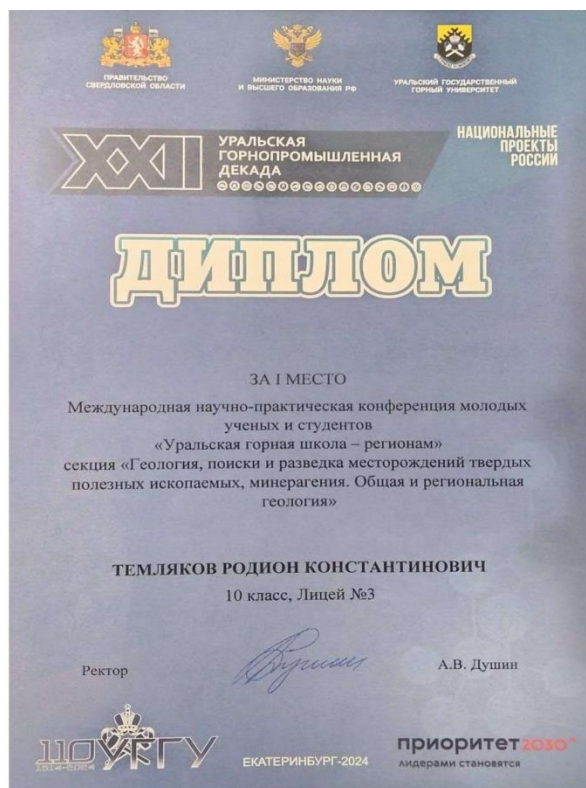 ПРАВИТЕЛЬСТВО
СВЕРДЛОВСКОЙ ОБЛАСТИ
МИНИСТЕРСТВО НАУКИ
И ВЫСШЕГО ОБРАЗОВАНИЯ РФ
УРАЛЬСКИЙ ГОСУДАРСТВЕННЫЙ
ГОРНЫЙ УНИВЕРСИТЕТ
XXII
УРАЛЬСКАЯ
ГОРНОПРОМЫШЛЕННАЯ
ДЕКАДА
НАЦИОНАЛЬНЫЕ
ПРОЕКТЫ
РОССИИ
ДИПЛОМ
ЗА I МЕСТО
Международная научно-практическая конференция молодых
ученых и студентов
«Уральская горная школа – регионам»
секция «Геология, поиски и разведка месторождений твердых
полезных ископаемых, минерагения. Общая и региональная
геология»
ТЕМЛЯКОВ РОДИОН КОНСТАНТИНОВИЧ
10 класс, Лицей №3
Ректор
А.В. Душин
110 УГГУ
1914-2024
ЕКАТЕРИНБУРГ-2024
приоритет2030^
лидерами становятся